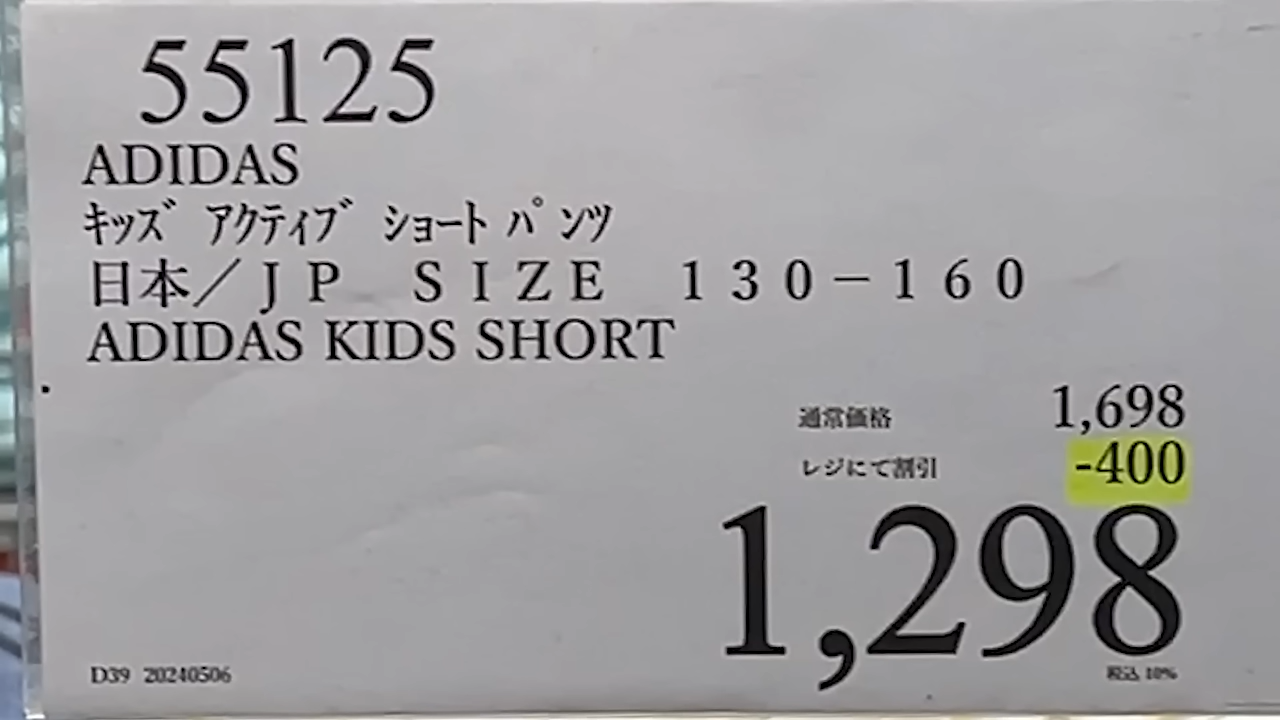 55125
ADIDAS
ｷｯｽﾞ ｱｸﾃｨﾌﾞ ｼｮｰﾄ ﾊﾟﾝﾂ
日本／ＪＰ　ＳＩＺＥ　１３０－１６０
ADIDAS KIDS SHORT
通常価格 1,698
レジにて割引 -400
1,298
税込 10%
D39 20240506